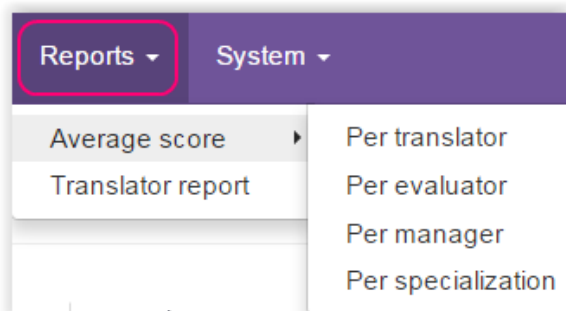 Reports System
Average score Per translator
Translator report Per evaluator
Per manager
Per specialization